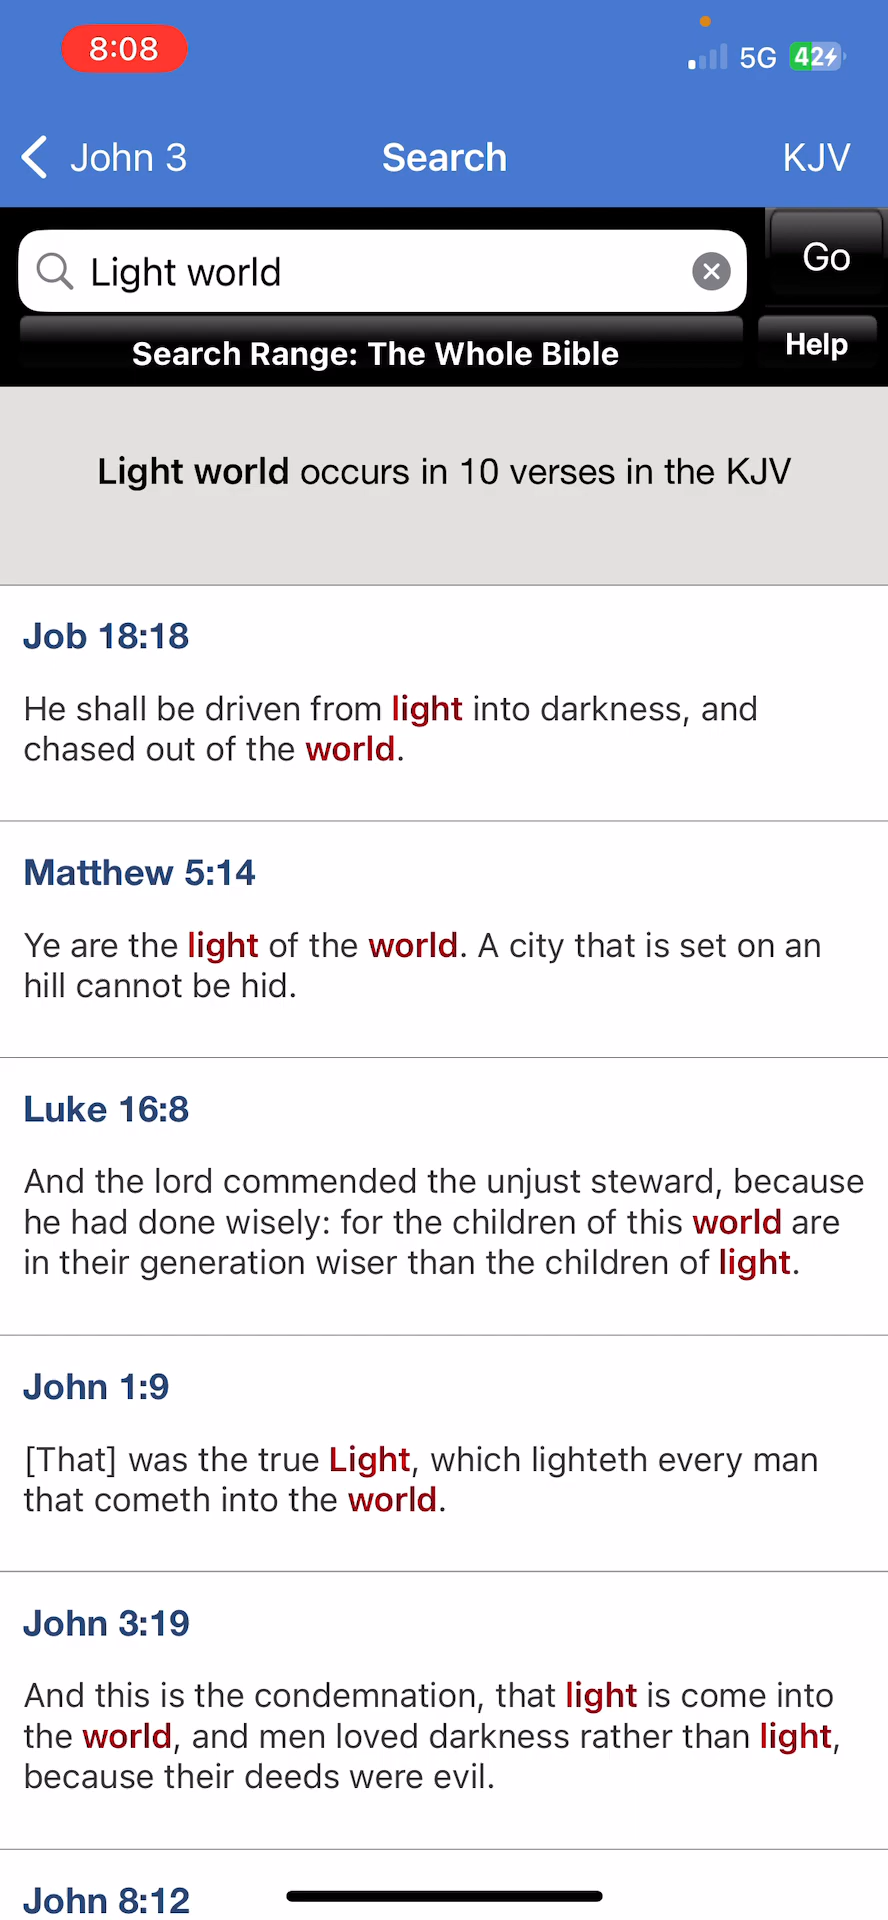 8:08
5G 42
John 3 Search KJV
Light world
Go
Search Range: The Whole Bible
Help
Light world occurs in 10 verses in the KJV
Job 18:18
He shall be driven from light into darkness, and
chased out of the world.
Matthew 5:14
Ye are the light of the world. A city that is set on an
hill cannot be hid.
Luke 16:8
And the lord commended the unjust steward, because
he had done wisely: for the children of this world are
in their generation wiser than the children of light.
John 1:9
[That] was the true Light, which lighteth every man
that cometh into the world.
John 3:19
And this is the condemnation, that light is come into
the world, and men loved darkness rather than light,
because their deeds were evil.
John 8:12